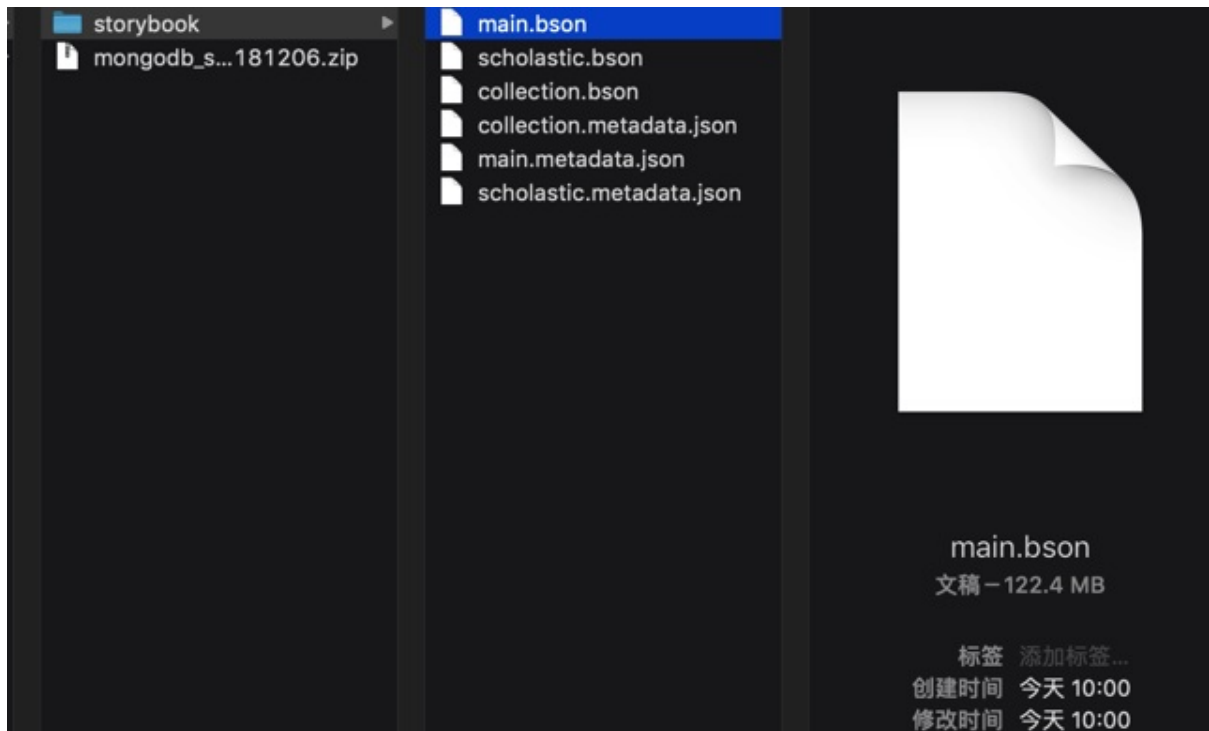 storybook
mongodb_s...181206.zip
main.bson
scholastic.bson
collection.bson
collection.metadata.json
main.metadata.json
scholastic.metadata.json
main.bson
文稿 – 122.4 MB
标签 添加标签...
创建时间 今天 10:00
修改时间 今天 10:00